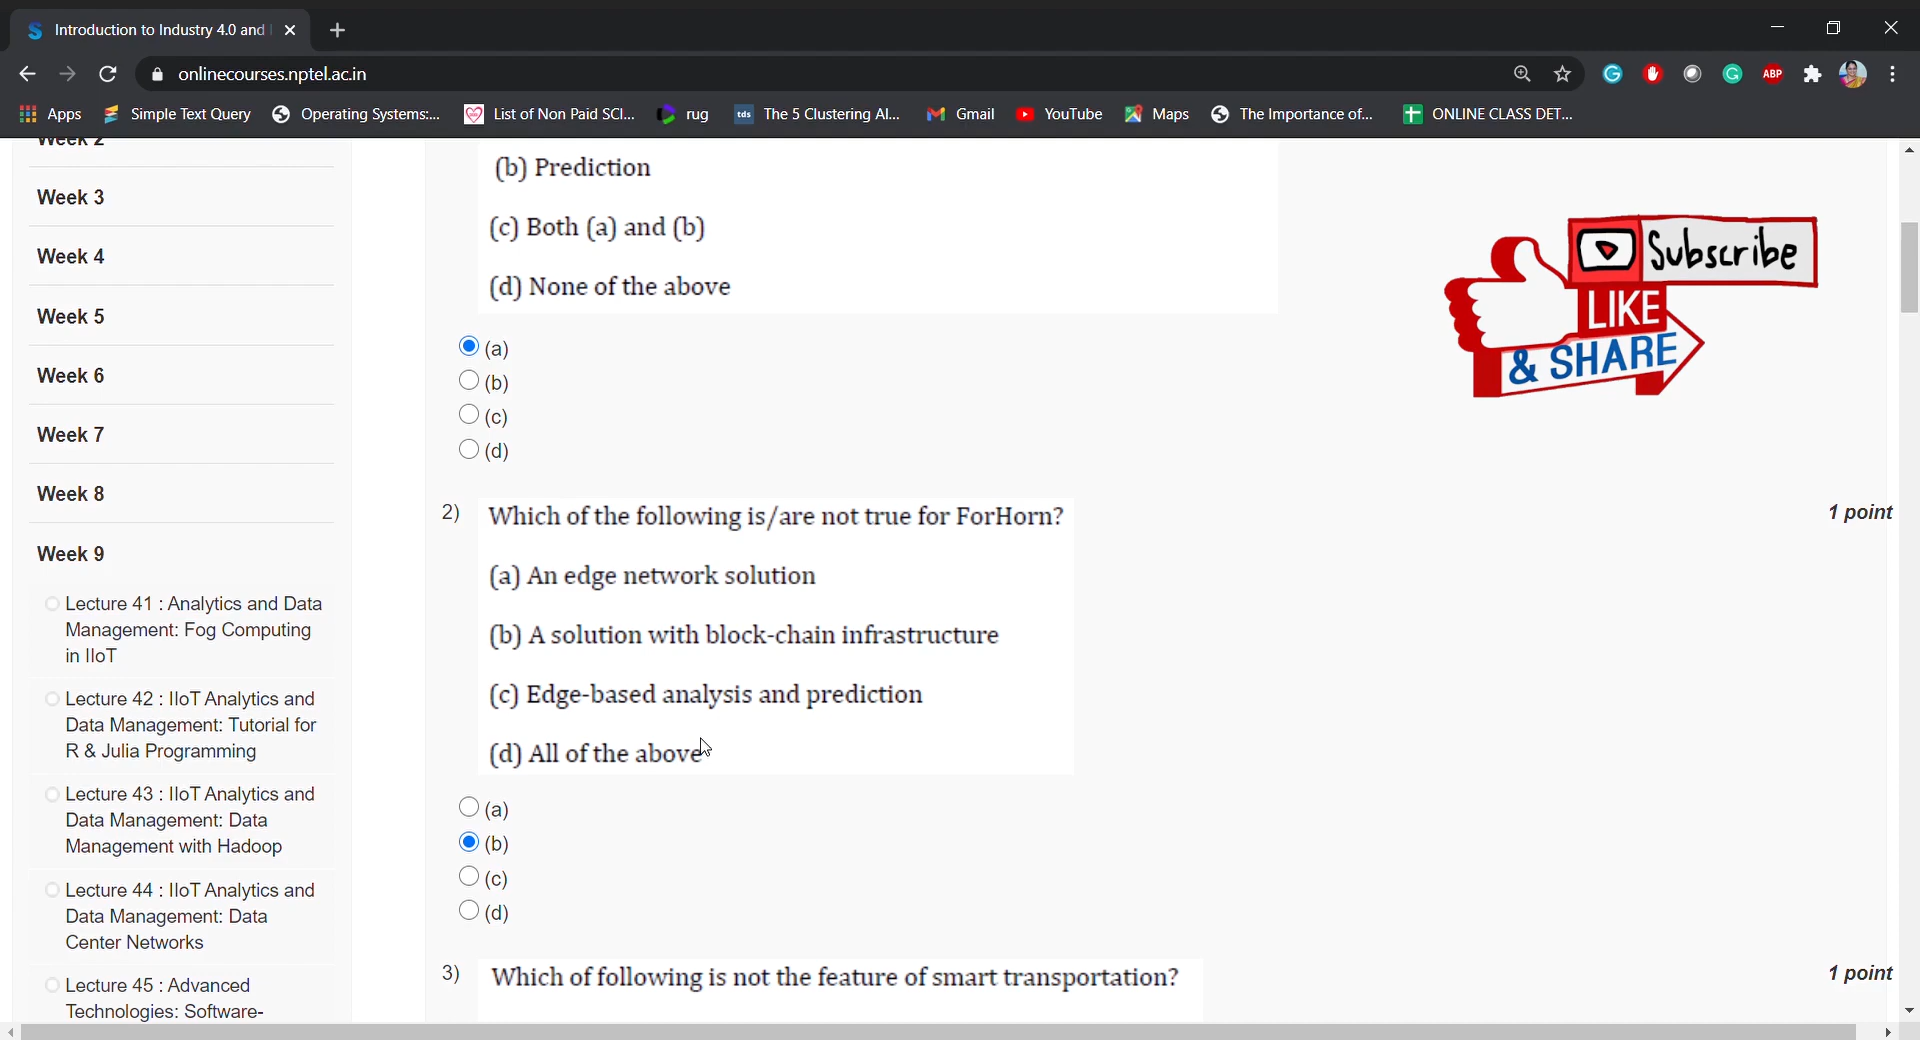 Introduction to Industry 4.0 and
onlinecourses.nptel.ac.in
ABP
Apps
Simple Text Query
Operating Systems:...
List of Non Paid SCI...
rug
tds
The 5 Clustering Al...
Gmail
YouTube
Maps
The Importance of...
ONLINE CLASS DET...
Week 2
Week 3
Week 4
Week 5
Week 6
Week 7
Week 8
Week 9
Lecture 41 : Analytics and Data
Management: Fog Computing
in IIoT
Lecture 42 : IIoT Analytics and
Data Management: Tutorial for
R & Julia Programming
Lecture 43 : IIoT Analytics and
Data Management: Data
Management with Hadoop
Lecture 44 : IIoT Analytics and
Data Management: Data
Center Networks
Lecture 45 : Advanced
Technologies: Software-
(b) Prediction
(c) Both (a) and (b)
(d) None of the above
(a)
(b)
(c)
(d)
2) Which of the following is/are not true for ForHorn? 1 point
(a) An edge network solution
(b) A solution with block-chain infrastructure
(c) Edge-based analysis and prediction
(d) All of the above
(a)
(b)
(c)
(d)
3) Which of following is not the feature of smart transportation? 1 point
Subscribe
LIKE
& SHARE